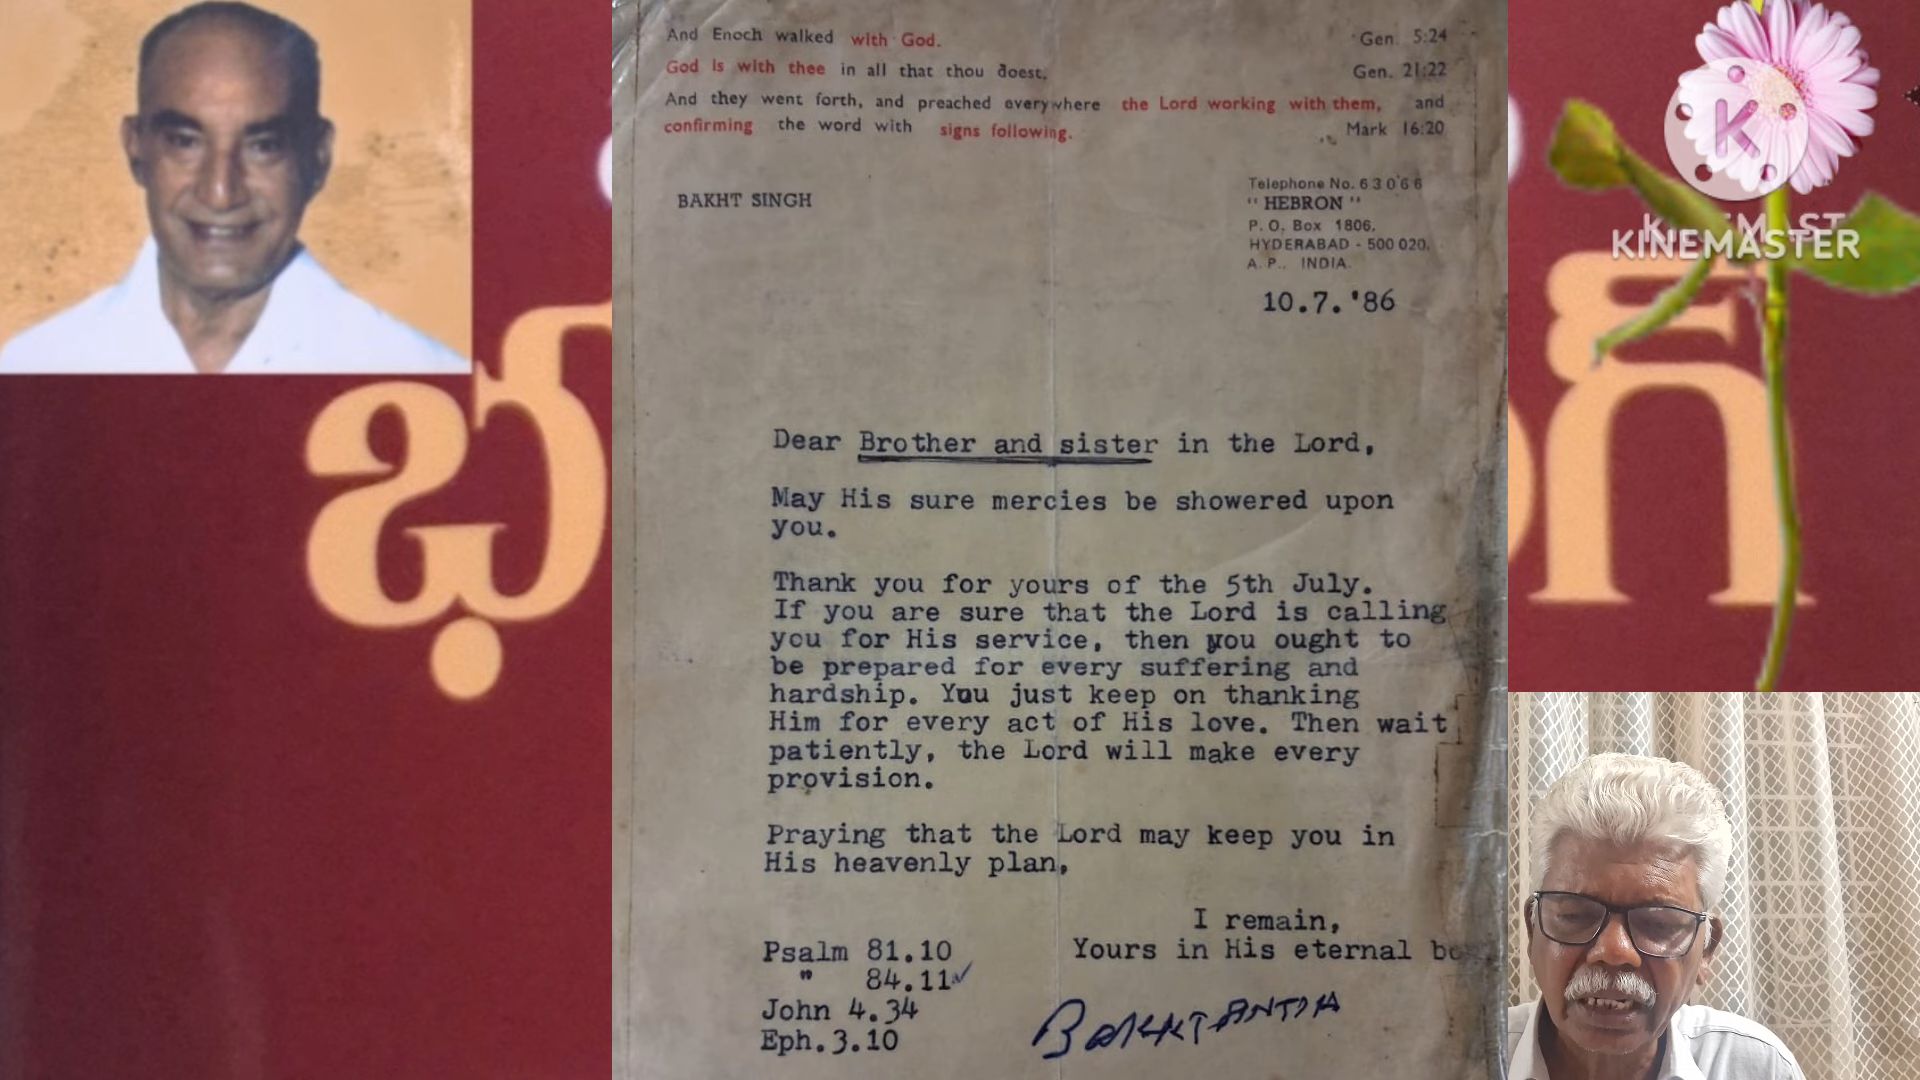 And Enoch walked with God. Gen. 5:24
God is with thee in all that thou doest. Gen. 21:22
And they went forth, and preached everywhere the Lord working with them, and
confirming the word with signs following. Mark 16:20
BAKHT SINGH
Telephone No. 63066
"HEBRON"
P. O. Box 1806,
HYDERABAD - 500 020.
A. P., INDIA.
10.7.'86
Dear Brother and sister in the Lord,
May His sure mercies be showered upon
you.
Thank you for yours of the 5th July.
If you are sure that the Lord is calling
you for His service, then you ought to
be prepared for every suffering and
hardship. You just keep on thanking
Him for every act of His love. Then wait
patiently, the Lord will make every
provision.
Praying that the Lord may keep you in
His heavenly plan,
I remain,
Yours in His eternal
Psalm 81.10
" 84.11✓
John 4.34
Eph.3.10
KINEMASTER